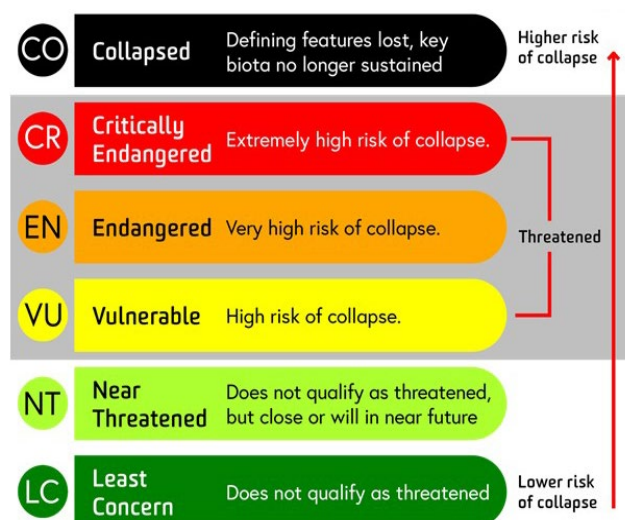 CO
Collapsed
Defining features lost, key
biota no longer sustained
Higher risk
of collapse
CR
Critically
Endangered
Extremely high risk of collapse.
EN
Endangered
Very high risk of collapse.
Threatened
VU
Vulnerable
High risk of collapse.
NT
Near
Threatened
Does not qualify as threatened,
but close or will in near future
LC
Least
Concern
Does not qualify as threatened
Lower risk
of collapse